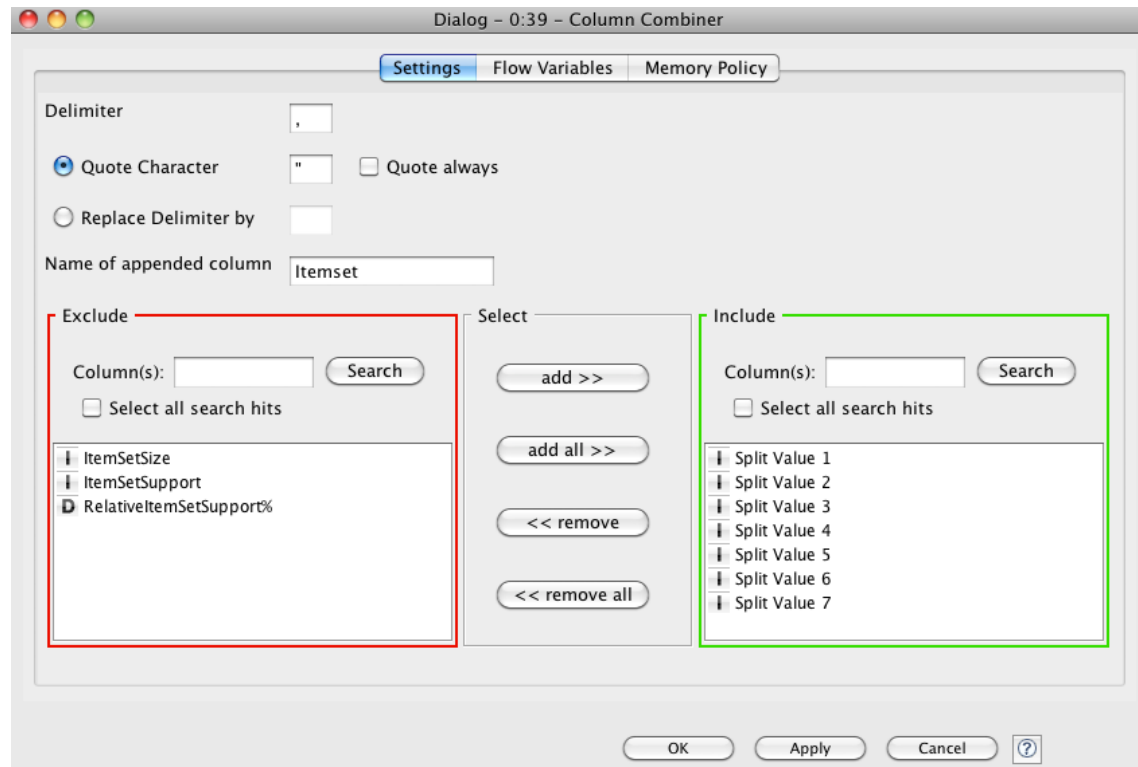 Dialog – 0:39 – Column Combiner
Settings Flow Variables Memory Policy
Delimiter ,
Quote Character " Quote always
Replace Delimiter by
Name of appended column Itemset
Exclude Select Include
Column(s): Search add >> Column(s): Search
Select all search hits Select all search hits
add all >>
I ItemSetSize I Split Value 1
I ItemSetSupport I Split Value 2
D RelativeItemSetSupport% I Split Value 3
<< remove I Split Value 4
I Split Value 5
I Split Value 6
<< remove all I Split Value 7
OK Apply Cancel ?